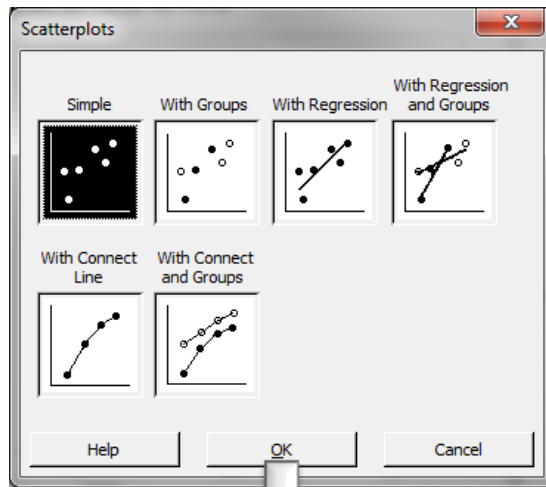 Scatterplots
Simple
With Groups
With Regression
With Regression
and Groups
With Connect
Line
With Connect
and Groups
Help
OK
Cancel